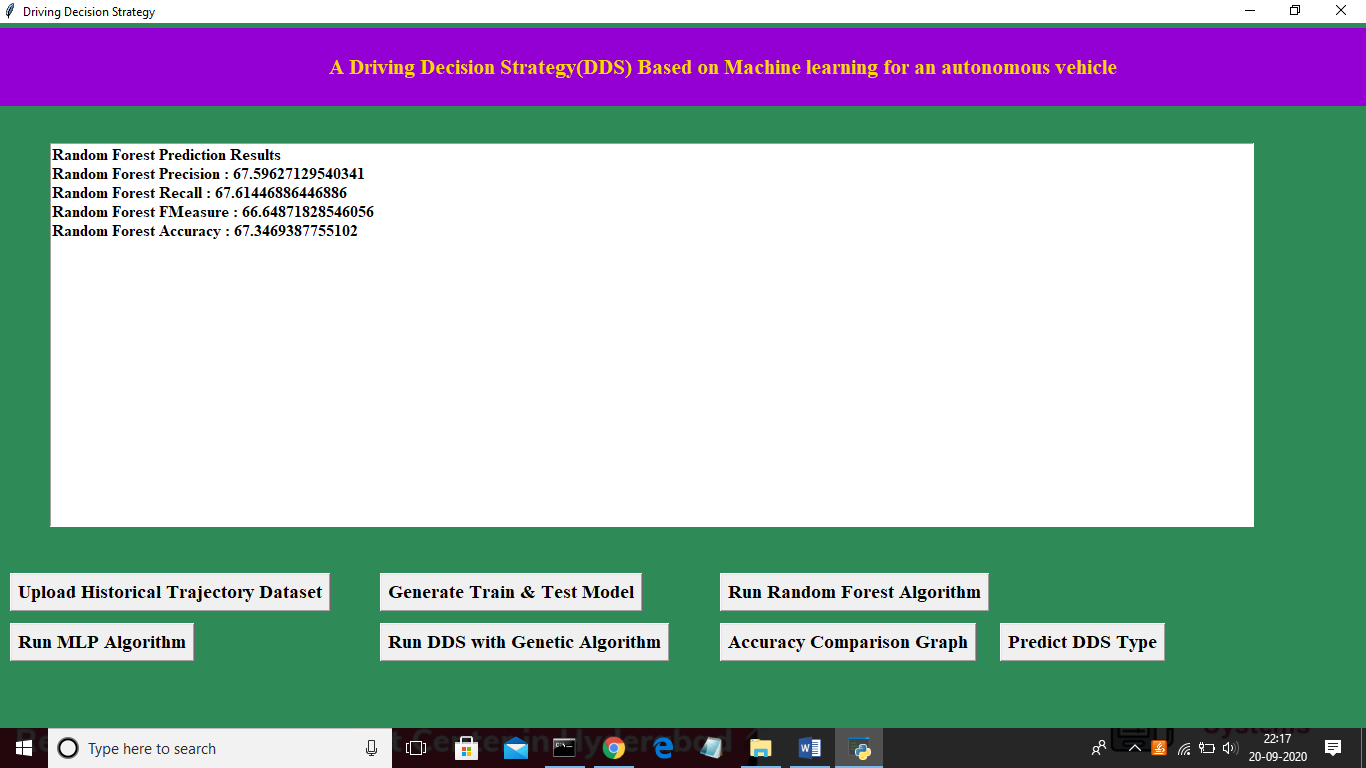 Driving Decision Strategy
A Driving Decision Strategy(DDS) Based on Machine learning for an autonomous vehicle
Random Forest Prediction Results
Random Forest Precision : 67.59627129540341
Random Forest Recall : 67.61446886446886
Random Forest FMeasure : 66.64871828546056
Random Forest Accuracy : 67.3469387755102
Upload Historical Trajectory Dataset
Generate Train & Test Model
Run Random Forest Algorithm
Run MLP Algorithm
Run DDS with Genetic Algorithm
Accuracy Comparison Graph
Predict DDS Type
Type here to search
22:17
20-09-2020